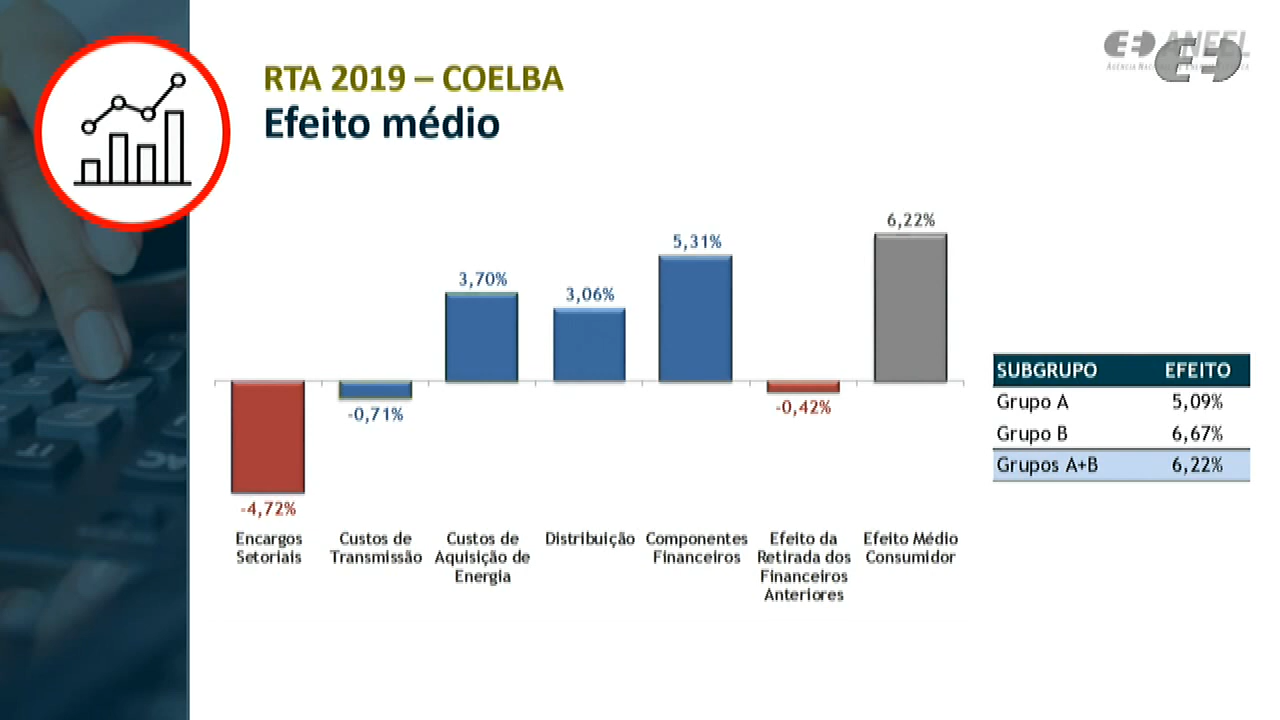 RTA 2019 – COELBA
Efeito médio
ANEEL
6,22%
5,31%
3,70%
3,06%
-0,71%
-0,42%
-4,72%
Encargos
Setoriais
Custos de
Transmissão
Custos de
Aquisição de
Energia
Distribuição
Componentes
Financeiros
Efeito da
Retirada dos
Financeiros
Anteriores
Efeito Médio
Consumidor
SUBGRUPO EFEITO
Grupo A 5,09%
Grupo B 6,67%
Grupos A+B 6,22%